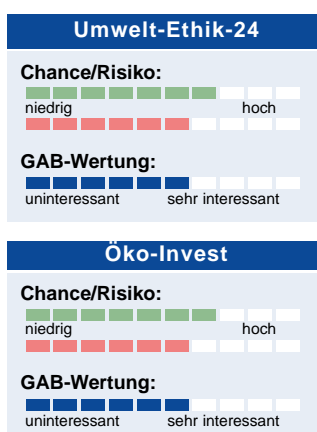 Umwelt-Ethik-24
Chance/Risiko:
niedrig hoch
GAB-Wertung:
uninteressant sehr interessant
Öko-Invest
Chance/Risiko:
niedrig hoch
GAB-Wertung:
uninteressant sehr interessant